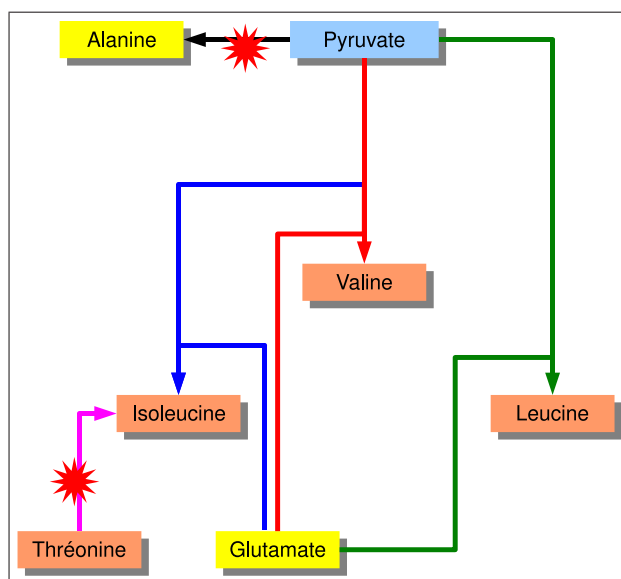 Alanine
Pyruvate
Valine
Isoleucine
Leucine
Thréonine
Glutamate